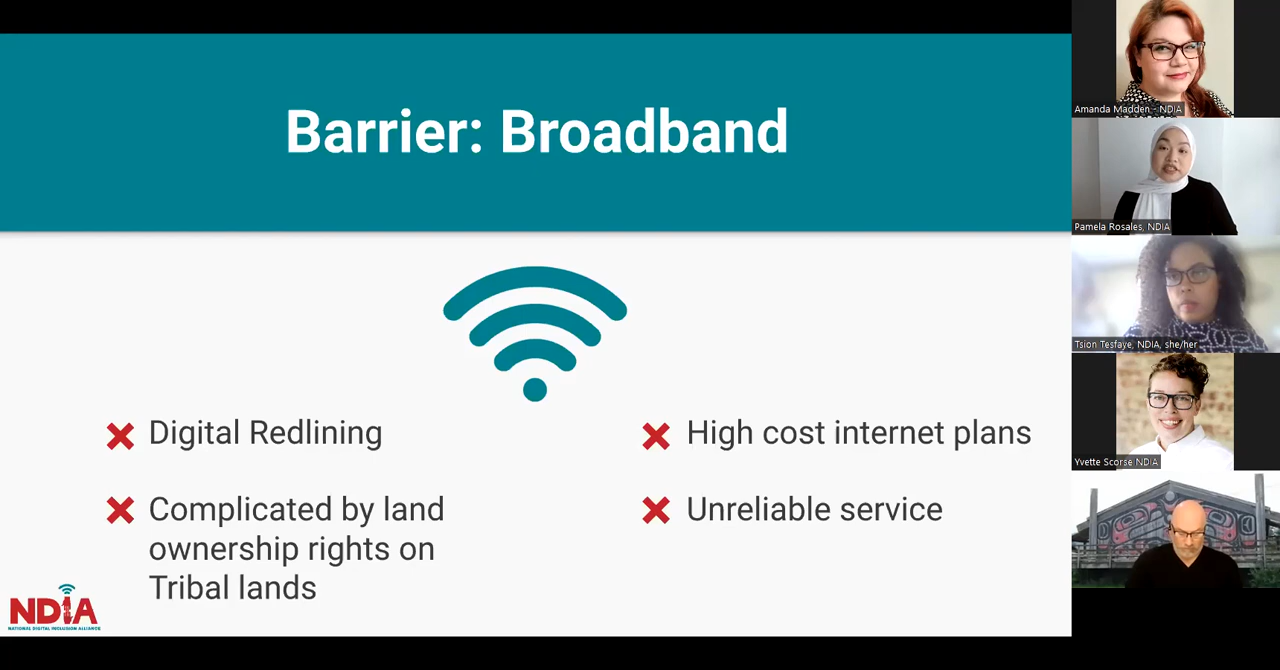 Barrier: Broadband
Digital Redlining
Complicated by land
ownership rights on
Tribal lands
High cost internet plans
Unreliable service
NDIA
NATIONAL DIGITAL INCLUSION ALLIANCE
Amanda Madden - NDIA
Pamela Rosales, NDIA
Tsion Tesfaye, NDIA, she/her
Yvette Scorse NDIA